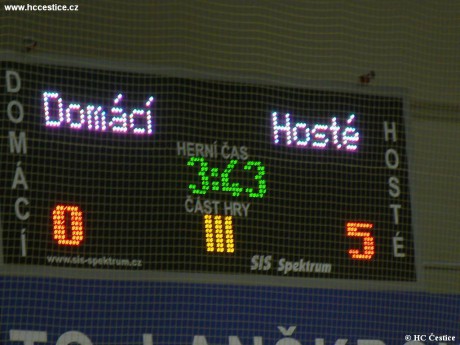 www.hccestice.cz
Domácí
Hosté
DOMÁCÍ
HERNÍ ČAS
3:43
ČÁST HRY
HOSTÉ
0
III
5
www.sis-spektrum.cz
SIS Spektrum
© HC Čestice